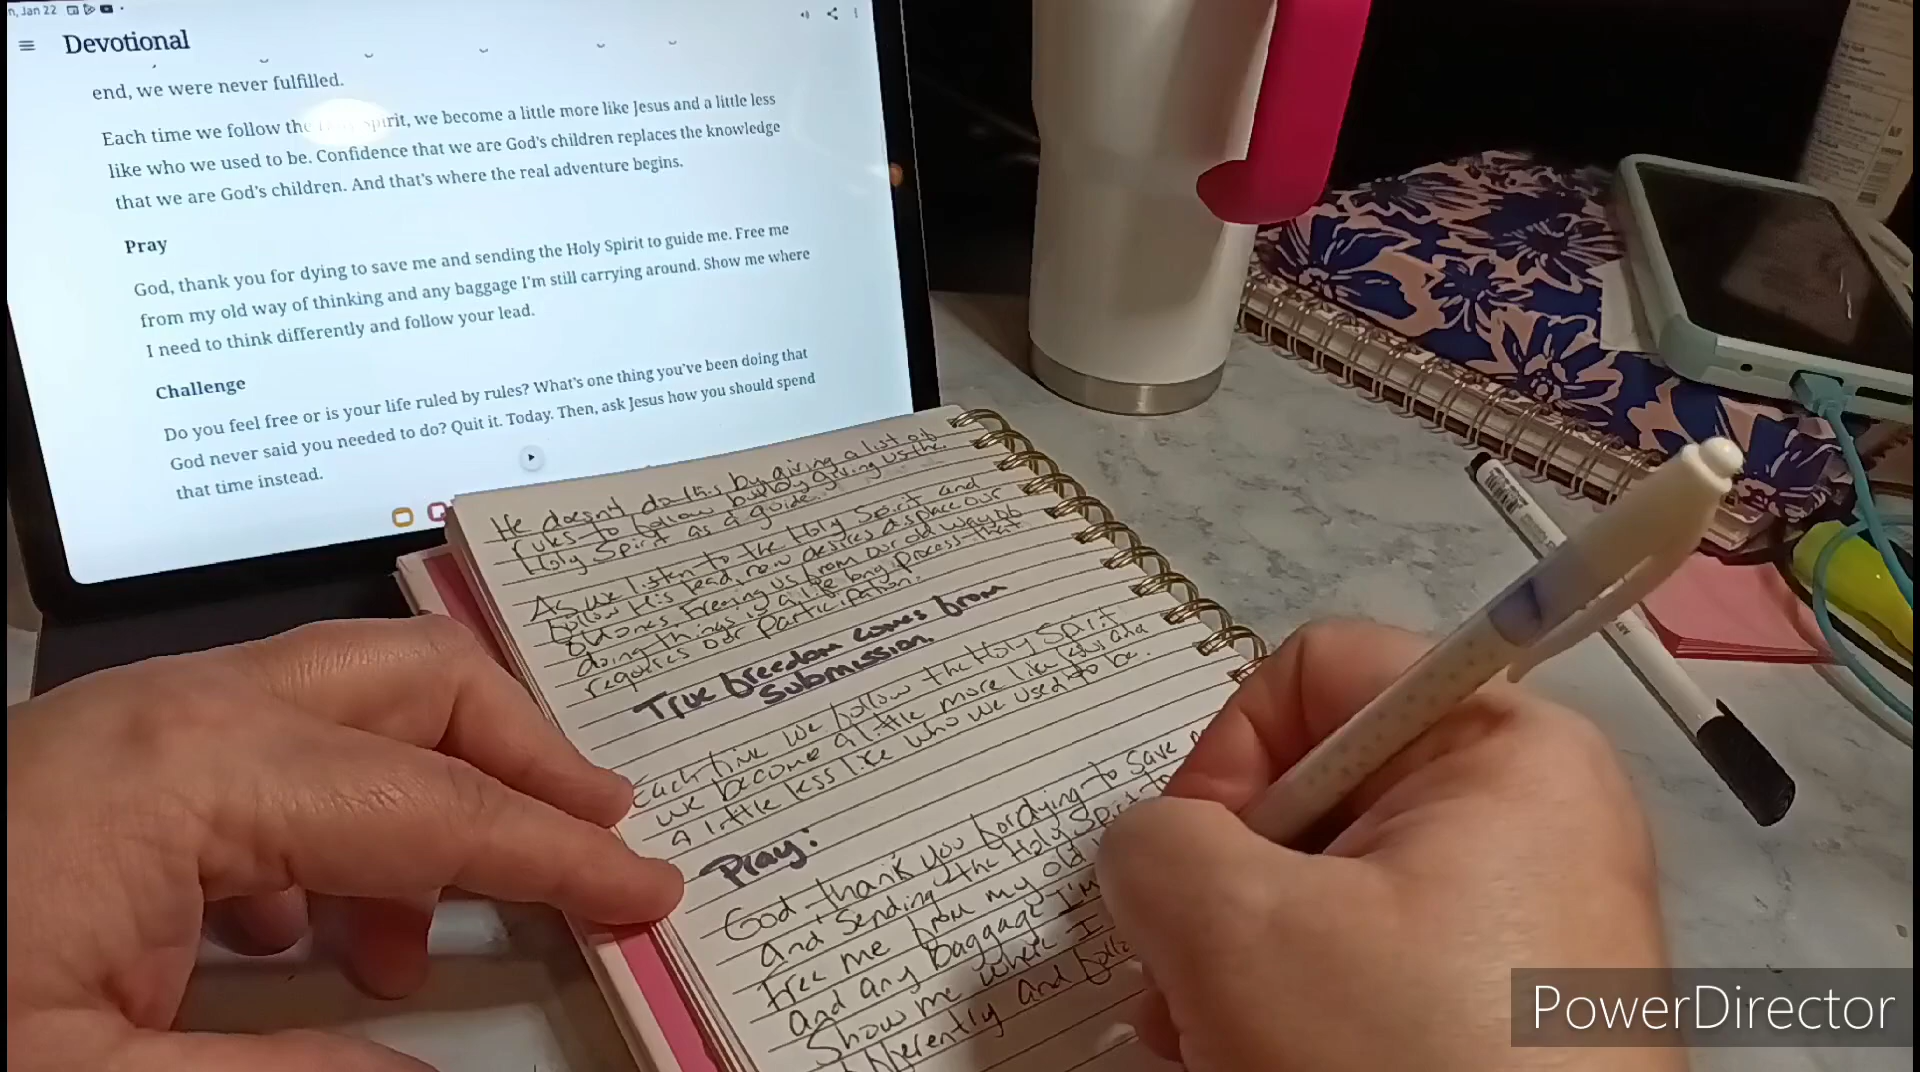 n, Jan 22
Devotional
end, we were never fulfilled.
Each time we follow the Spirit, we become a little more like Jesus and a little less
like who we used to be. Confidence that we are God's children replaces the knowledge
that we are God's children. And that's where the real adventure begins.
Pray
God, thank you for dying to save me and sending the Holy Spirit to guide me. Free me
from my old way of thinking and any baggage I'm still carrying around. Show me where
I need to think differently and follow your lead.
Challenge
Do you feel free or is your life ruled by rules? What's one thing you've been doing that
God never said you needed to do? Quit it. Today. Then, ask Jesus how you should spend
that time instead.
He doesn't do this by giving a list of
rules to follow but by giving us the
Holy Spirit as a guide.
As we listen to the Holy Spirit and
follow His lead, new desires displace our
old ones. Freeing us from our old way of
doing things is a life long process that
requires our participation.
True freedom comes from
Submission.
Each time we follow the Holy Spirit
we become a little more like Jesus and
a little less like who we used to be.
Pray:
God, thank you for dying to save
and sending the Holy Spirit to
Free me from my old
and any baggage I'm
Show me where I
and
PowerDirector